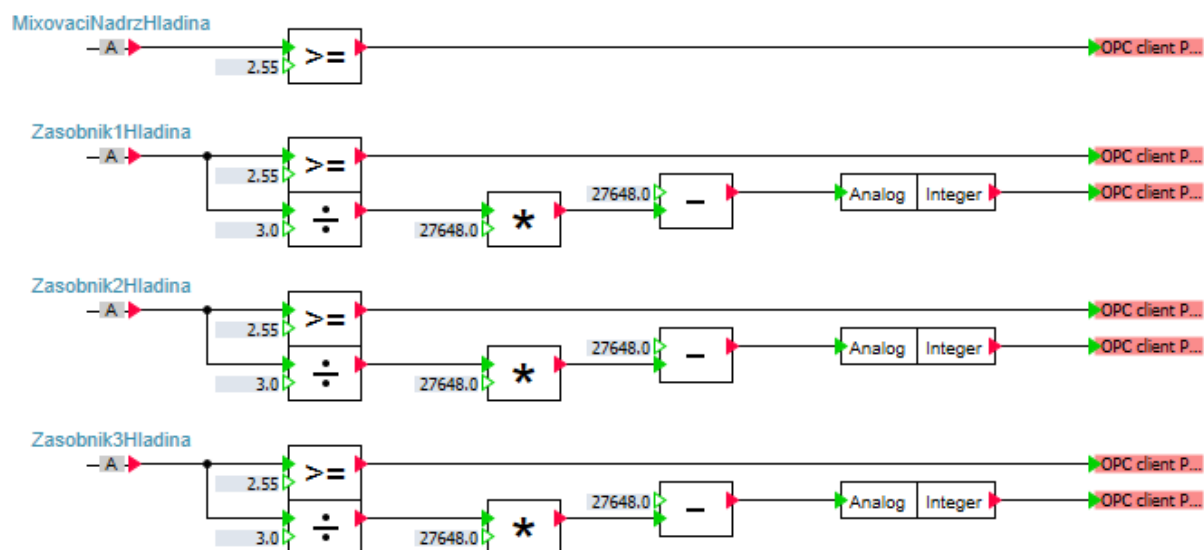 MixovaciNadrzHladina
A >= OPC client P...
2.55
Zasobnik1Hladina
A >= OPC client P...
2.55 27648.0 - Analog Integer OPC client P...
÷ *
3.0 27648.0
Zasobnik2Hladina
A >= OPC client P...
2.55 27648.0 - Analog Integer OPC client P...
÷ *
3.0 27648.0
Zasobnik3Hladina
A >= OPC client P...
2.55 27648.0 - Analog Integer OPC client P...
÷ *
3.0 27648.0